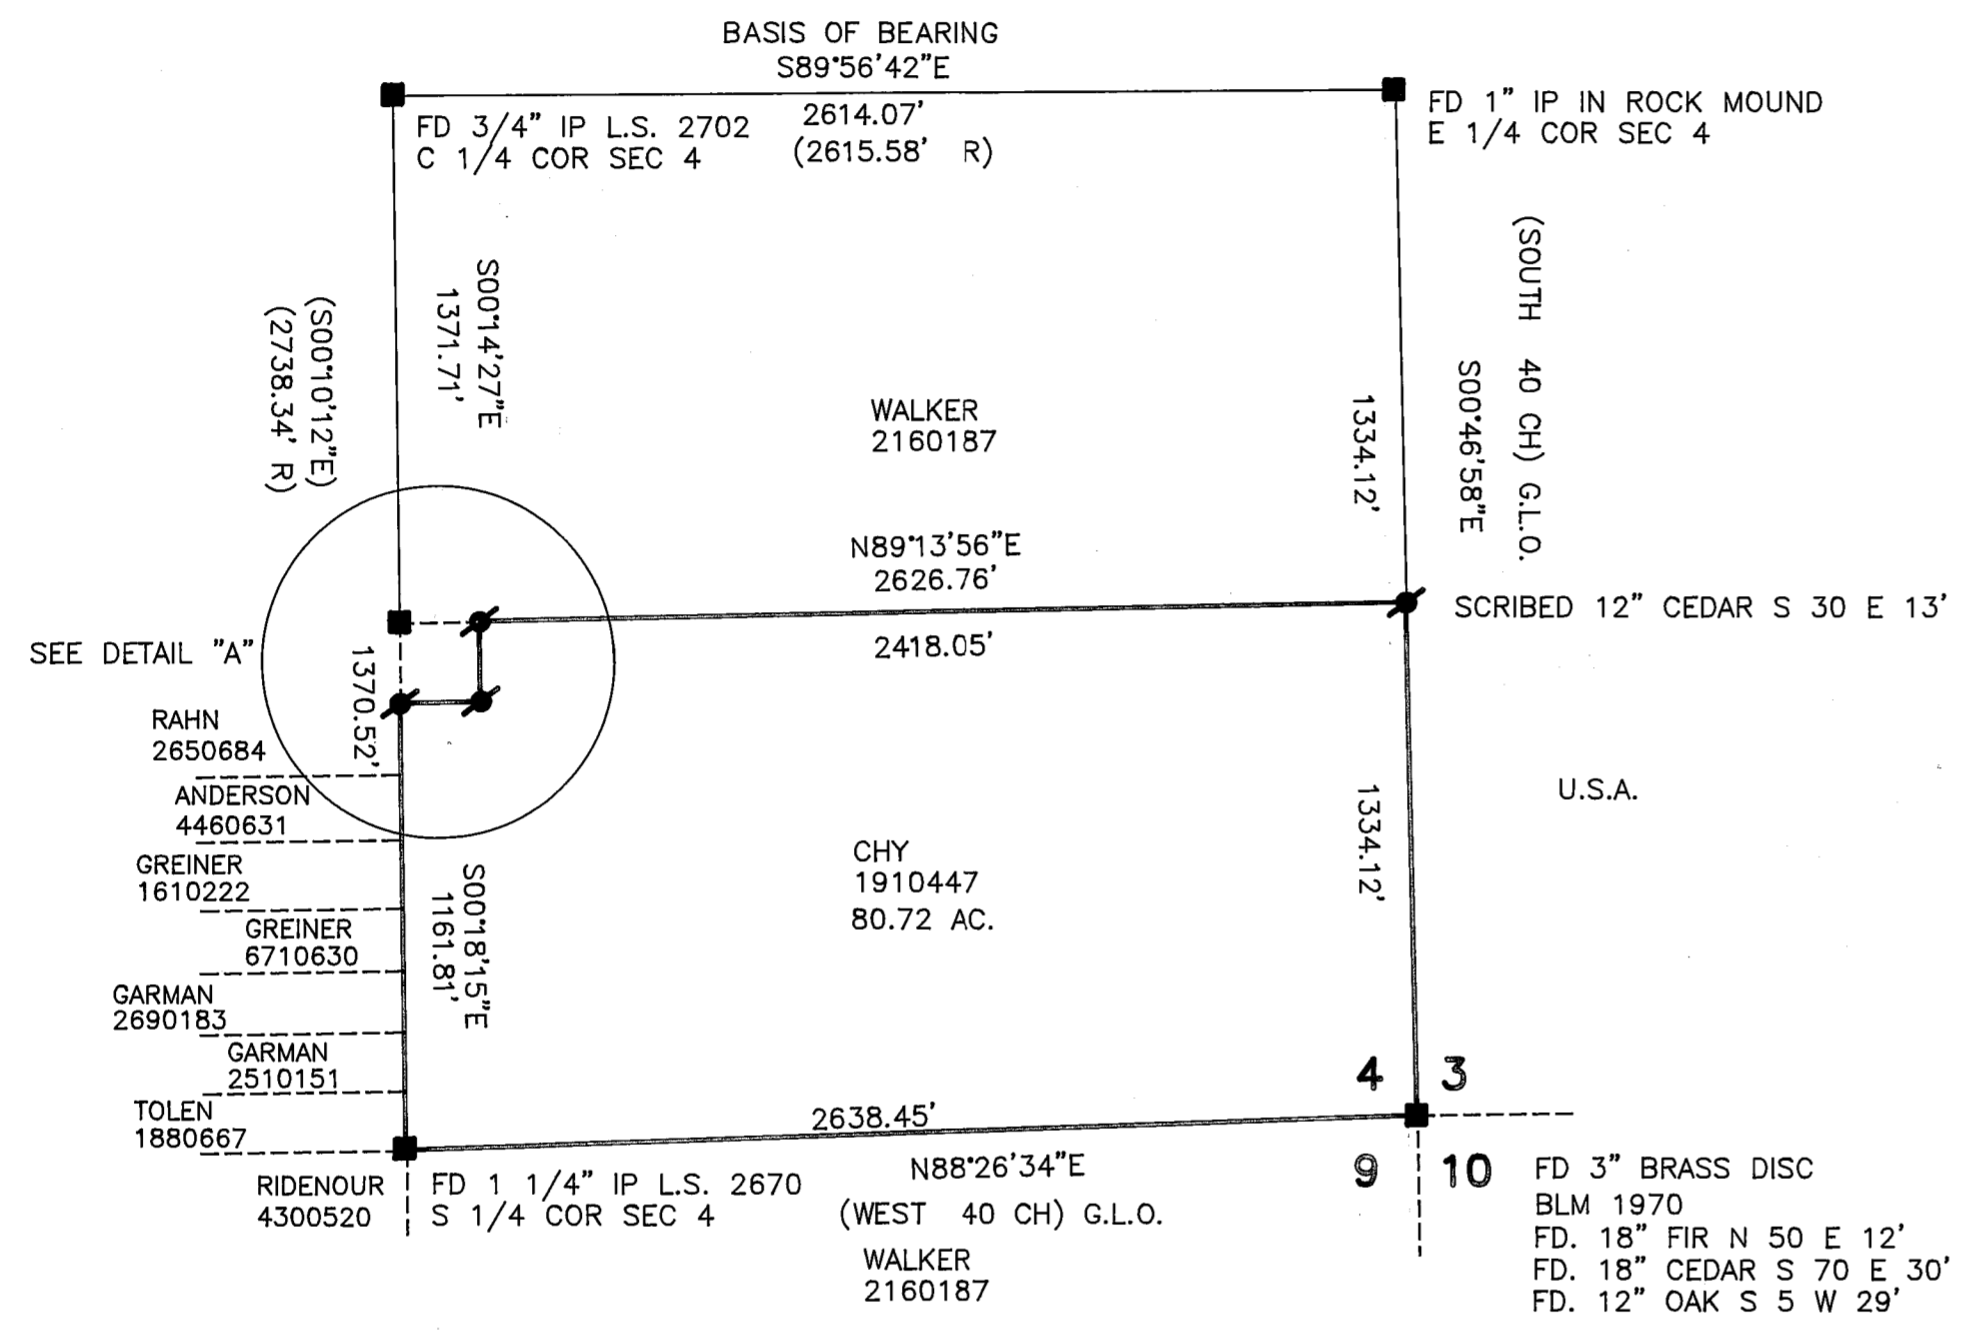 BASIS OF BEARING
S89°56'42"E
2614.07'
(2615.58' R)
FD 3/4" IP L.S. 2702
C 1/4 COR SEC 4
FD 1" IP IN ROCK MOUND
E 1/4 COR SEC 4
(S00°10'12"E)
(2738.34' R)
S00°14'27"E
1371.71'
WALKER
2160187
1334.12'
S00°46'58"E
(SOUTH 40 CH) G.L.O.
N89°13'56"E
2626.76'
2418.05'
SCRIBED 12" CEDAR S 30 E 13'
SEE DETAIL "A"
1370.52'
RAHN
2650684
ANDERSON
4460631
GREINER
1610222
GREINER
6710630
GARMAN
2690183
GARMAN
2510151
TOLEN
1880667
RIDENOUR
4300520
S00°18'15"E
1161.81'
CHY
1910447
80.72 AC.
1334.12'
U.S.A.
4 3
9 10
2638.45'
N88°26'34"E
(WEST 40 CH) G.L.O.
FD 1 1/4" IP L.S. 2670
S 1/4 COR SEC 4
WALKER
2160187
FD 3" BRASS DISC
BLM 1970
FD. 18" FIR N 50 E 12'
FD. 18" CEDAR S 70 E 30'
FD. 12" OAK S 5 W 29'